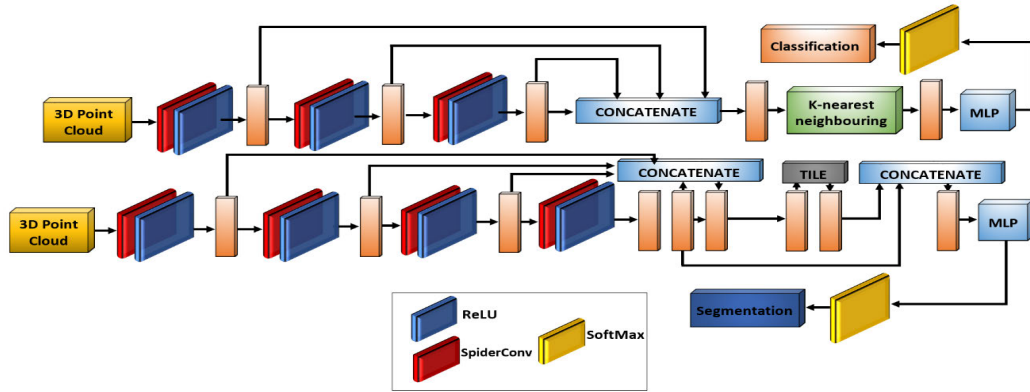 Classification
3D Point
Cloud
CONCATENATE
K-nearest
neighbouring
MLP
CONCATENATE
TILE
CONCATENATE
3D Point
Cloud
MLP
Segmentation
ReLU
SoftMax
SpiderConv